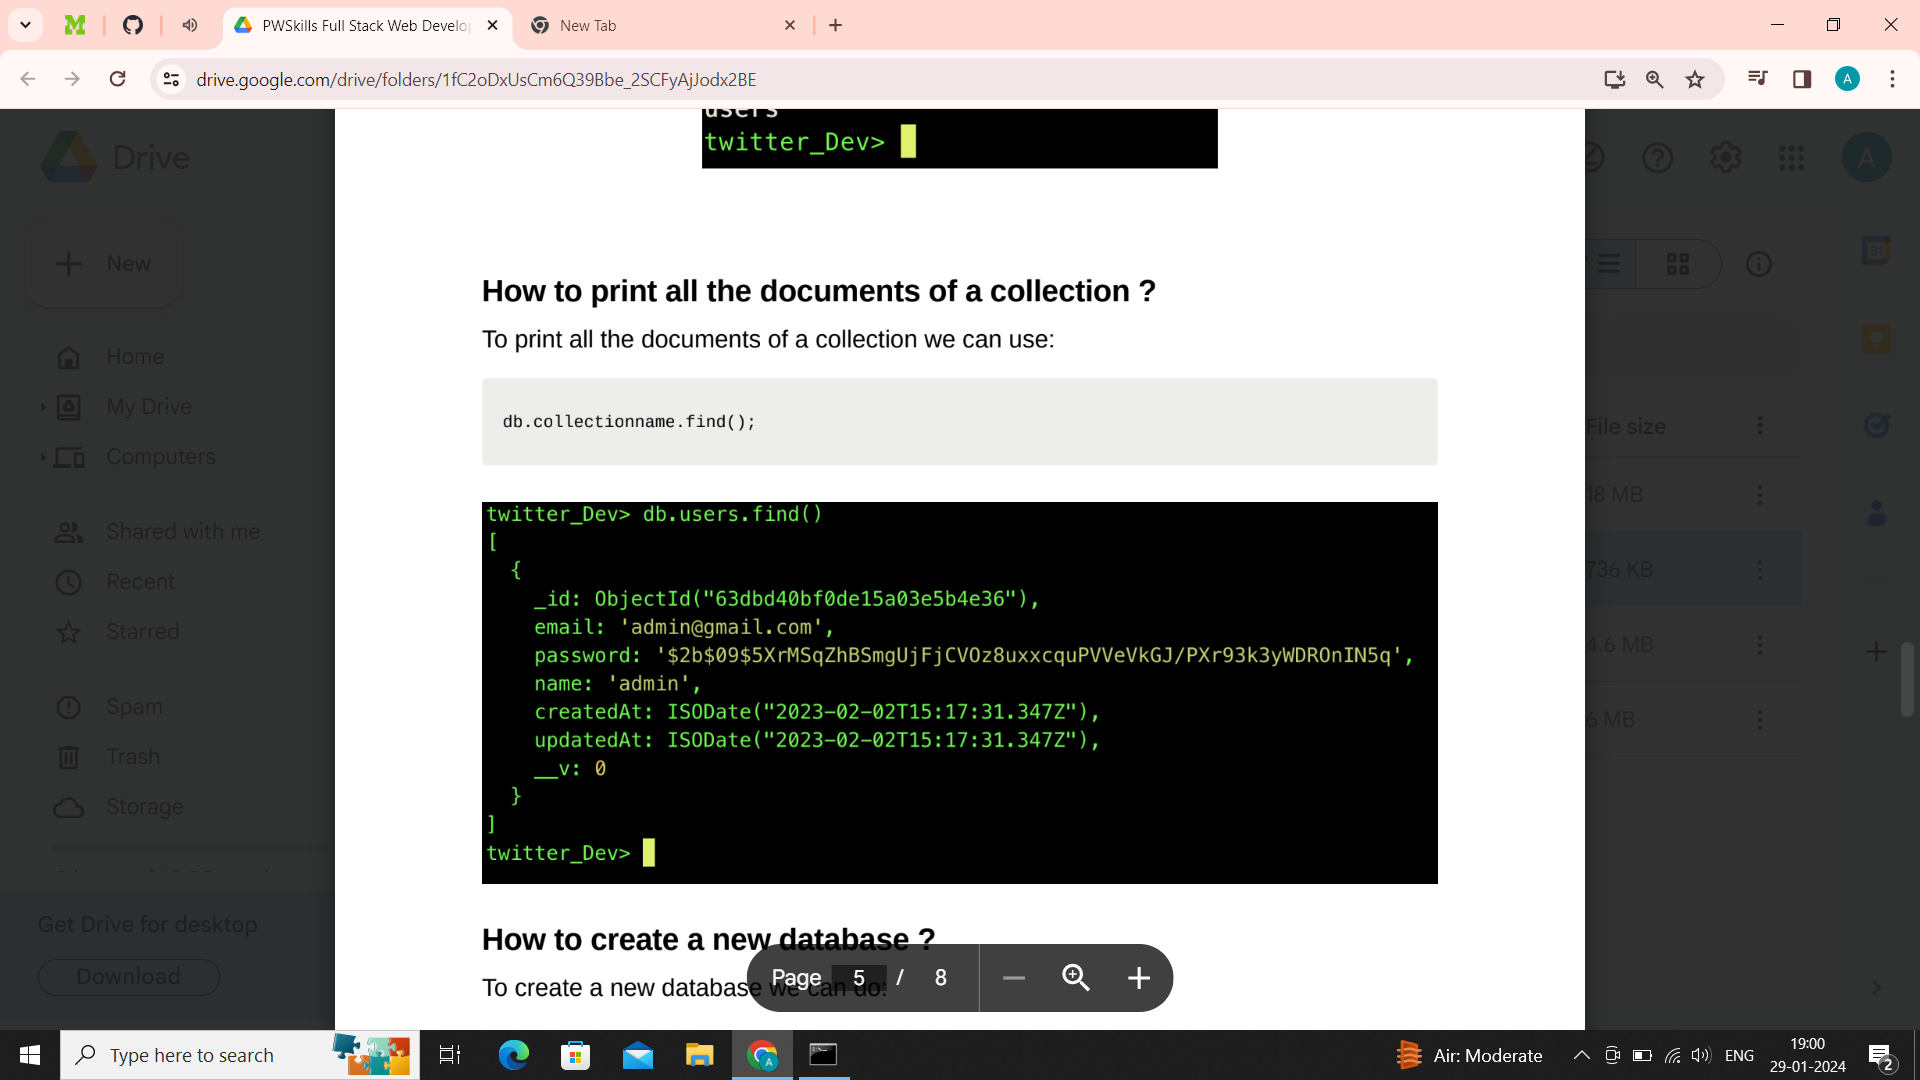 PWSkills Full Stack Web Develo
New Tab
drive.google.com/drive/folders/1fC2oDxUsCm6Q39Bbe_2SCFyAjJodx2BE
A
users
twitter_Dev>
Drive
A
New
How to print all the documents of a collection ?
To print all the documents of a collection we can use:
Home
My Drive
db.collectionname.find();
File size
Computers
18 MB
twitter_Dev> db.users.find()
[
{
Shared with me
736 KB
Recent
_id: ObjectId("63dbd40bf0de15a03e5b4e36"),
email: 'admin@gmail.com',
Starred
4.6 MB
password: '$2b$09$5XrMSqZhBSmgUjFjCVOz8uxxcquPVVeVkGJ/PXr93k3yWDROnIN5q',
name: 'admin',
Spam
createdAt: ISODate("2023-02-02T15:17:31.347Z"),
6 MB
updatedAt: ISODate("2023-02-02T15:17:31.347Z"),
Trash
__v: 0
}
Storage
]
twitter_Dev>
Get Drive for desktop
How to create a new database ?
Download
Page 5 / 8
To create a new database we can do:
Type here to search
Air: Moderate
ENG
19:00
29-01-2024
2